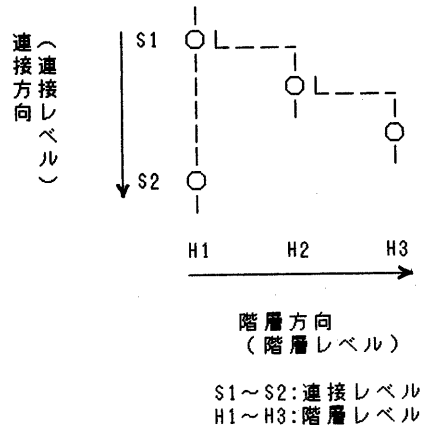 連接方向
（連接レベル）
S1
S2
H1 H2 H3
階層方向
（階層レベル）
S1～S2:連接レベル
H1～H3:階層レベル